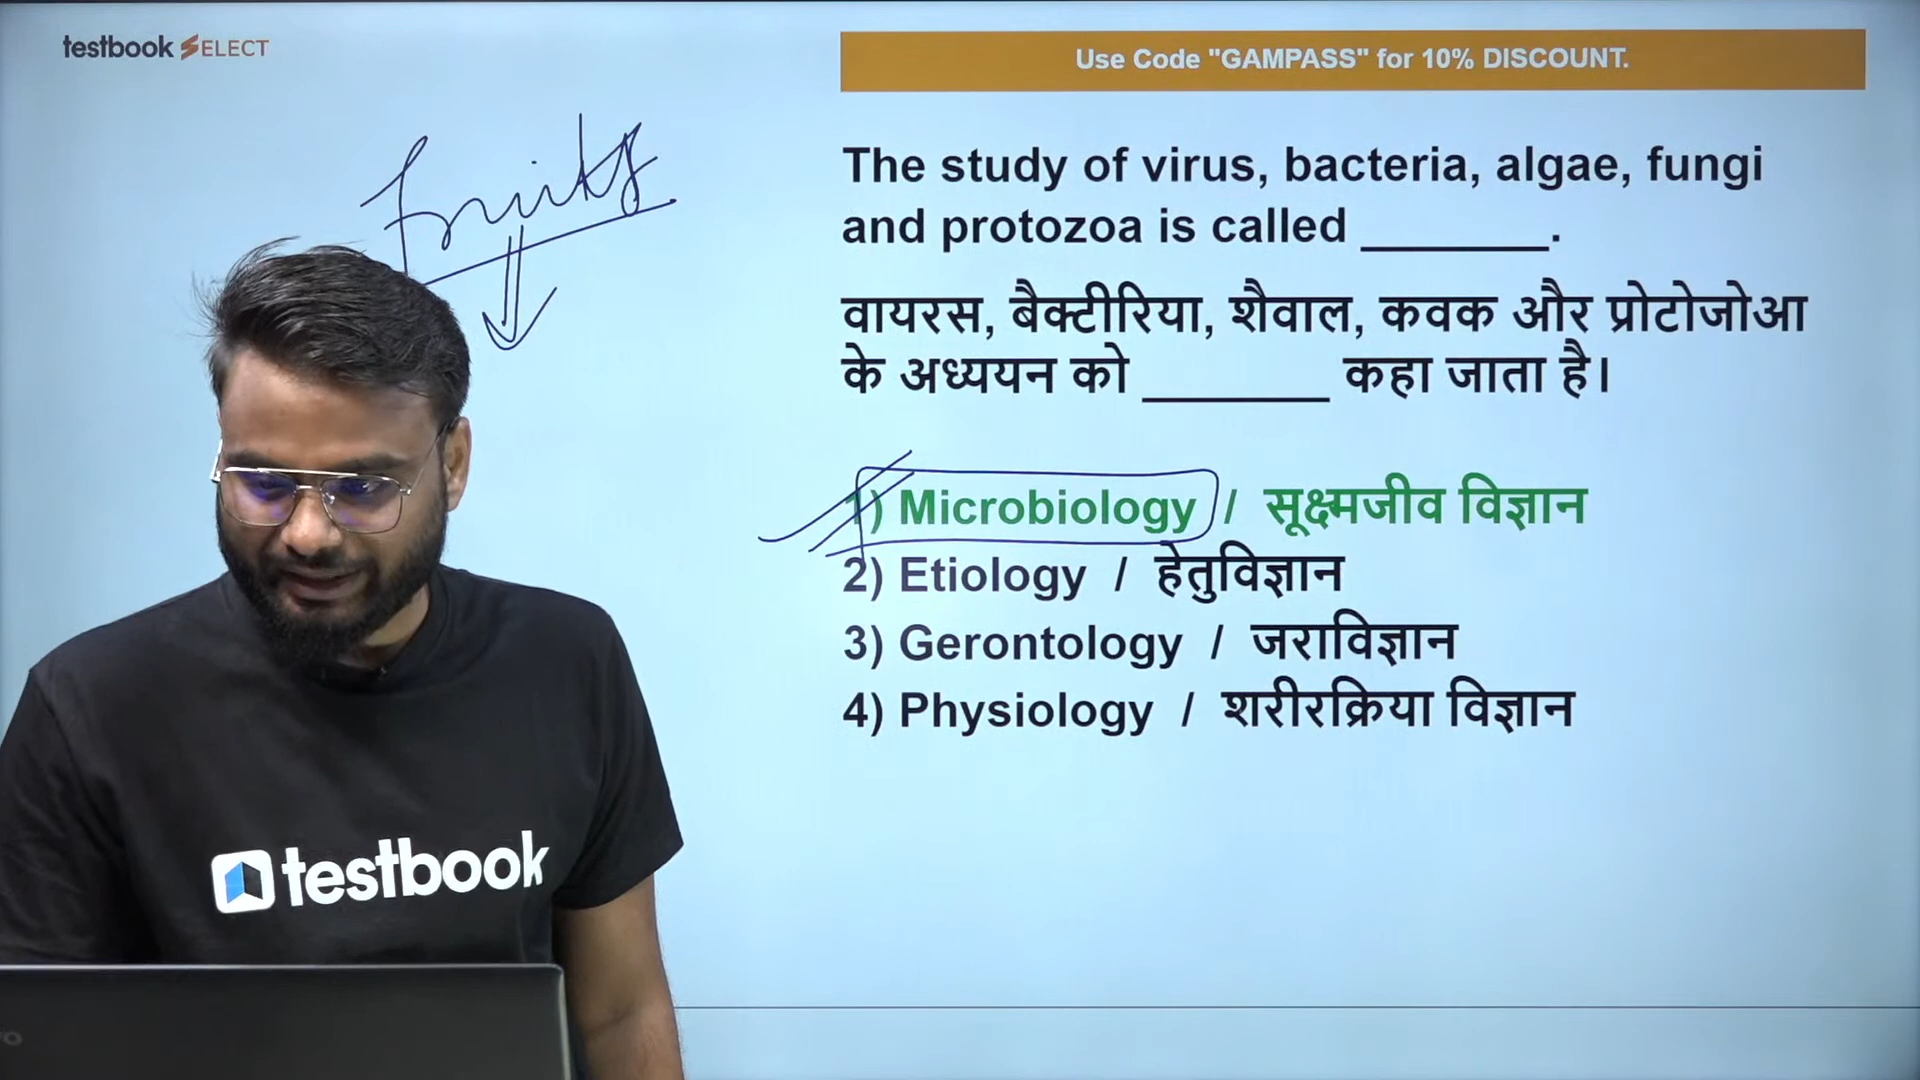 testbook SELECT
Use Code "GAMPASS" for 10% DISCOUNT.
Fruits
The study of virus, bacteria, algae, fungi
and protozoa is called _______.
वायरस, बैक्टीरिया, शैवाल, कवक और प्रोटोजोआ
के अध्ययन को _______ कहा जाता है।
1) Microbiology / सूक्ष्मजीव विज्ञान
2) Etiology / हेतुविज्ञान
3) Gerontology / जराविज्ञान
4) Physiology / शरीरक्रिया विज्ञान
testbook